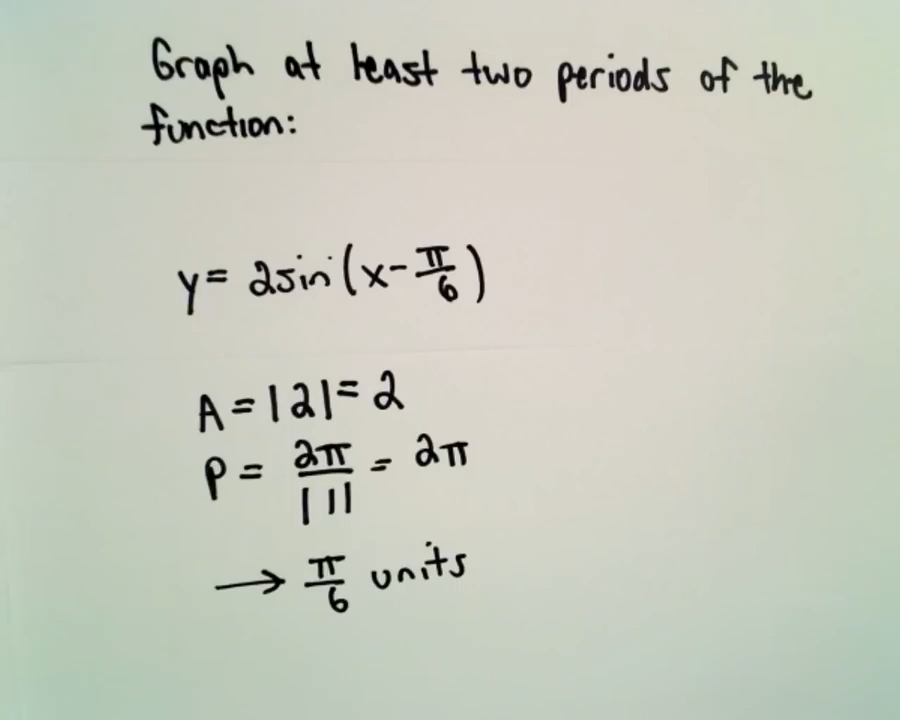 Graph at least two periods of the
function:
y = 2sin(x - π/6)
A = |2| = 2
P = 2π/|1| = 2π
→ π/6 units